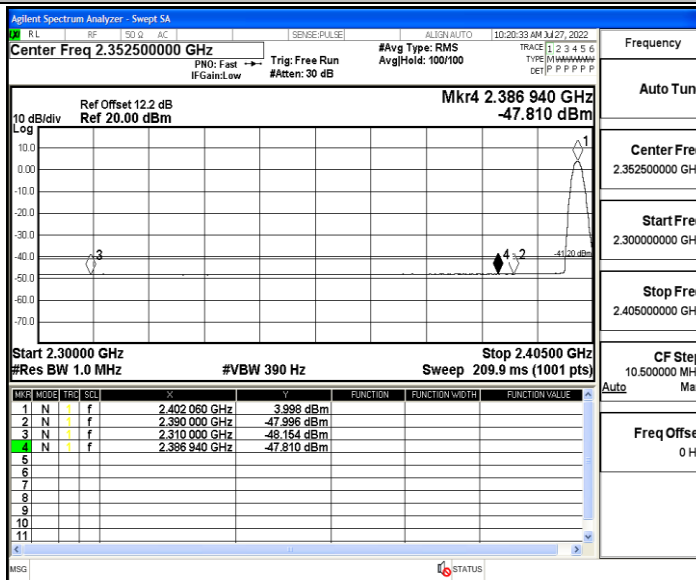 Agilent Spectrum Analyzer - Swept SA
LXI RL RF 50 Ω AC SENSE:PULSE ALIGN AUTO 10:20:33 AM Jul 27, 2022
Center Freq 2.352500000 GHz
#Avg Type: RMS
TRACE 1 2 3 4 5 6
PNO: Fast
Trig: Free Run
Avg|Hold: 100/100
TYPE M WWWWW
IFGain:Low
#Atten: 30 dB
DET P P P P P P
Ref Offset 12.2 dB
Mkr4 2.386 940 GHz
10 dB/div Ref 20.00 dBm
-47.810 dBm
Log
10.0
0.00
-10.0
-20.0
-30.0
-40.0
-50.0
-60.0
-70.0
1
3
4
2
-41.20 dBm
Start 2.30000 GHz
Stop 2.40500 GHz
#Res BW 1.0 MHz
#VBW 390 Hz
Sweep 209.9 ms (1001 pts)
MKR MODE TRC SCL X Y FUNCTION FUNCTION WIDTH FUNCTION VALUE
1 N 1 f 2.402 060 GHz 3.998 dBm
2 N 1 f 2.390 000 GHz -47.996 dBm
3 N 1 f 2.310 000 GHz -48.154 dBm
4 N 1 f 2.386 940 GHz -47.810 dBm
5
6
7
8
9
10
11
MSG
STATUS
Frequency
Auto Tun
Center Fre
2.352500000 GH
Start Fre
2.300000000 GH
Stop Fre
2.405000000 GH
CF Step
10.500000 MH
Auto Ma
Freq Offse
0 H